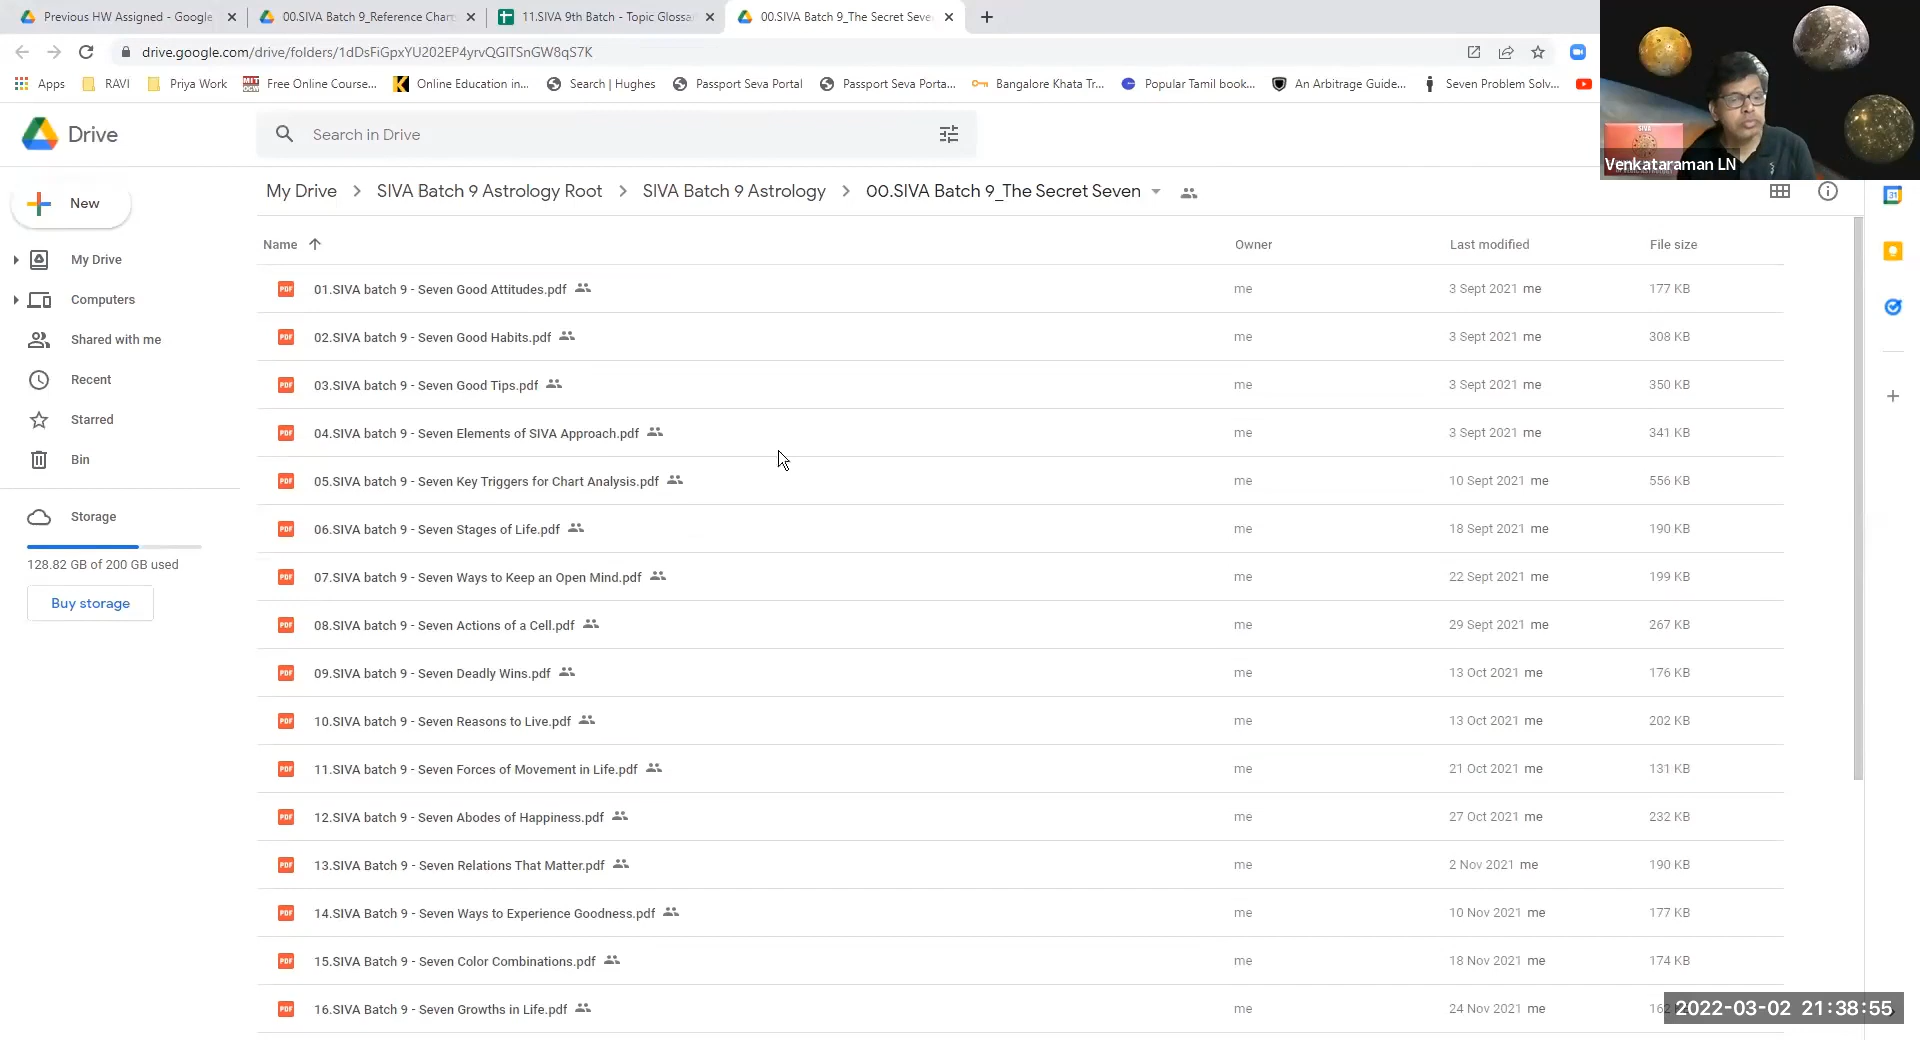 Previous HW Assigned - Google
00.SIVA Batch 9_Reference Char
11.SIVA 9th Batch - Topic Glossa
00.SIVA Batch 9_The Secret Seve
drive.google.com/drive/folders/1dDsFiGpxYU202EP4yrvQGITSnGW8qS7K
Apps
RAVI
Priya Work
Free Online Course...
Online Education in...
Search | Hughes
Passport Seva Portal
Passport Seva Porta...
Bangalore Khata Tr...
Popular Tamil book...
An Arbitrage Guide...
Seven Problem Solv...
SIVA
Venkataraman LN
Drive
Search in Drive
New
My Drive
Computers
Shared with me
Recent
Starred
Bin
Storage
128.82 GB of 200 GB used
Buy storage
My Drive > SIVA Batch 9 Astrology Root > SIVA Batch 9 Astrology > 00.SIVA Batch 9_The Secret Seven
Name Owner Last modified File size
PDF 01.SIVA batch 9 - Seven Good Attitudes.pdf me 3 Sept 2021 me 177 KB
PDF 02.SIVA batch 9 - Seven Good Habits.pdf me 3 Sept 2021 me 308 KB
PDF 03.SIVA batch 9 - Seven Good Tips.pdf me 3 Sept 2021 me 350 KB
PDF 04.SIVA batch 9 - Seven Elements of SIVA Approach.pdf me 3 Sept 2021 me 341 KB
PDF 05.SIVA batch 9 - Seven Key Triggers for Chart Analysis.pdf me 10 Sept 2021 me 556 KB
PDF 06.SIVA batch 9 - Seven Stages of Life.pdf me 18 Sept 2021 me 190 KB
PDF 07.SIVA batch 9 - Seven Ways to Keep an Open Mind.pdf me 22 Sept 2021 me 199 KB
PDF 08.SIVA batch 9 - Seven Actions of a Cell.pdf me 29 Sept 2021 me 267 KB
PDF 09.SIVA batch 9 - Seven Deadly Wins.pdf me 13 Oct 2021 me 176 KB
PDF 10.SIVA batch 9 - Seven Reasons to Live.pdf me 13 Oct 2021 me 202 KB
PDF 11.SIVA batch 9 - Seven Forces of Movement in Life.pdf me 21 Oct 2021 me 131 KB
PDF 12.SIVA batch 9 - Seven Abodes of Happiness.pdf me 27 Oct 2021 me 232 KB
PDF 13.SIVA Batch 9 - Seven Relations That Matter.pdf me 2 Nov 2021 me 190 KB
PDF 14.SIVA Batch 9 - Seven Ways to Experience Goodness.pdf me 10 Nov 2021 me 177 KB
PDF 15.SIVA Batch 9 - Seven Color Combinations.pdf me 18 Nov 2021 me 174 KB
PDF 16.SIVA Batch 9 - Seven Growths in Life.pdf me 24 Nov 2021 me
31
2022-03-02 21:38:55